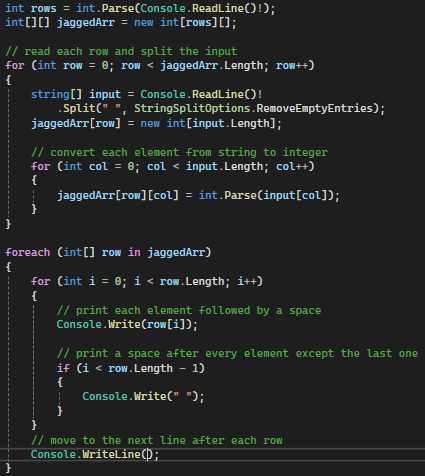 int rows = int.Parse(Console.ReadLine()!);
int[][] jaggedArr = new int[rows][];

// read each row and split the input
for (int row = 0; row < jaggedArr.Length; row++)
{
    string[] input = Console.ReadLine()!
        .Split(" ", StringSplitOptions.RemoveEmptyEntries);
    jaggedArr[row] = new int[input.Length];

    // convert each element from string to integer
    for (int col = 0; col < input.Length; col++)
    {
        jaggedArr[row][col] = int.Parse(input[col]);
    }
}

foreach (int[] row in jaggedArr)
{
    for (int i = 0; i < row.Length; i++)
    {
        // print each element followed by a space
        Console.Write(row[i]);

        // print a space after every element except the last one
        if (i < row.Length - 1)
        {
            Console.Write(" ");
        }
    }
    // move to the next line after each row
    Console.WriteLine();
}